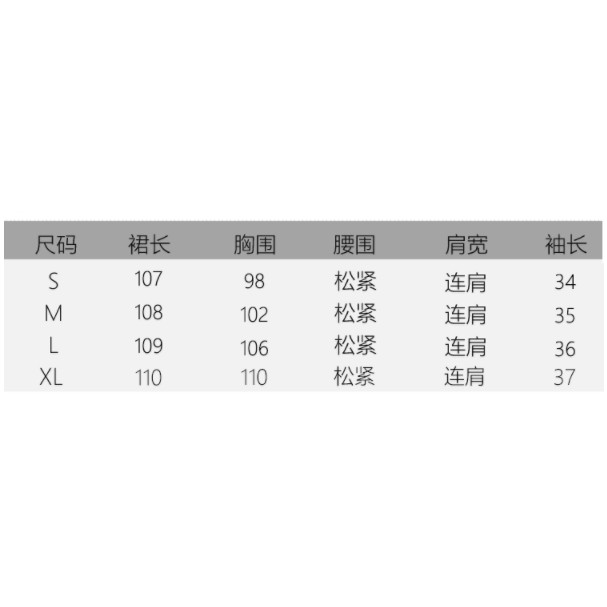 尺码 裙长 胸围 腰围 肩宽 袖长
S 107 98 松紧 连肩 34
M 108 102 松紧 连肩 35
L 109 106 松紧 连肩 36
XL 110 110 松紧 连肩 37